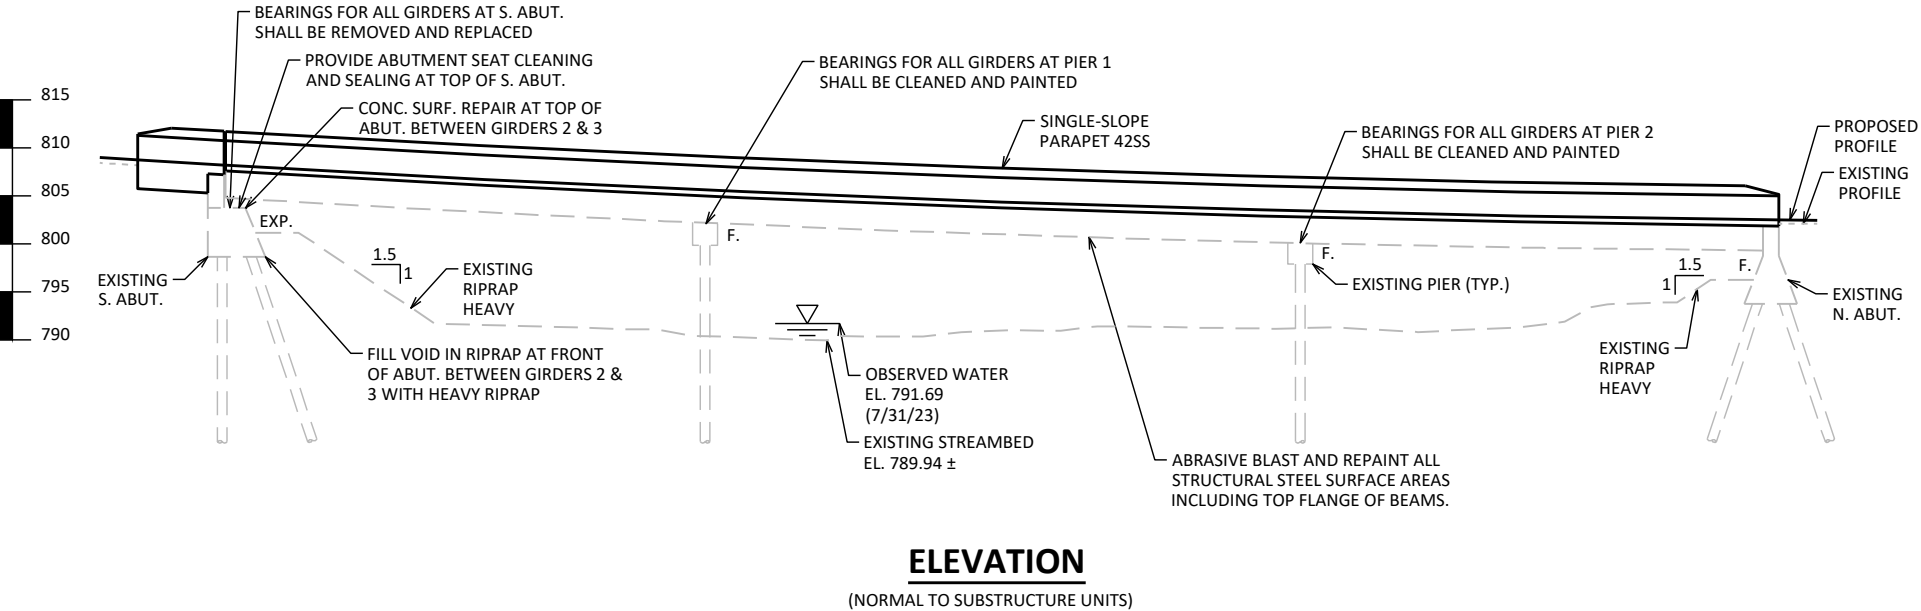 BEARINGS FOR ALL GIRDERS AT S. ABUT.
SHALL BE REMOVED AND REPLACED
PROVIDE ABUTMENT SEAT CLEANING
AND SEALING AT TOP OF S. ABUT.
CONC. SURF. REPAIR AT TOP OF
ABUT. BETWEEN GIRDERS 2 & 3
BEARINGS FOR ALL GIRDERS AT PIER 1
SHALL BE CLEANED AND PAINTED
SINGLE-SLOPE
PARAPET 42SS
BEARINGS FOR ALL GIRDERS AT PIER 2
SHALL BE CLEANED AND PAINTED
PROPOSED
PROFILE
EXISTING
PROFILE
815
810
805
800
795
790
EXP.
F.
F.
F.
EXISTING
S. ABUT.
1.5
1
EXISTING
RIPRAP
HEAVY
EXISTING PIER (TYP.)
1.5
1
EXISTING
N. ABUT.
FILL VOID IN RIPRAP AT FRONT
OF ABUT. BETWEEN GIRDERS 2 &
3 WITH HEAVY RIPRAP
OBSERVED WATER
EL. 791.69
(7/31/23)
EXISTING STREAMBED
EL. 789.94 ±
EXISTING
RIPRAP
HEAVY
ABRASIVE BLAST AND REPAINT ALL
STRUCTURAL STEEL SURFACE AREAS
INCLUDING TOP FLANGE OF BEAMS.
ELEVATION
(NORMAL TO SUBSTRUCTURE UNITS)